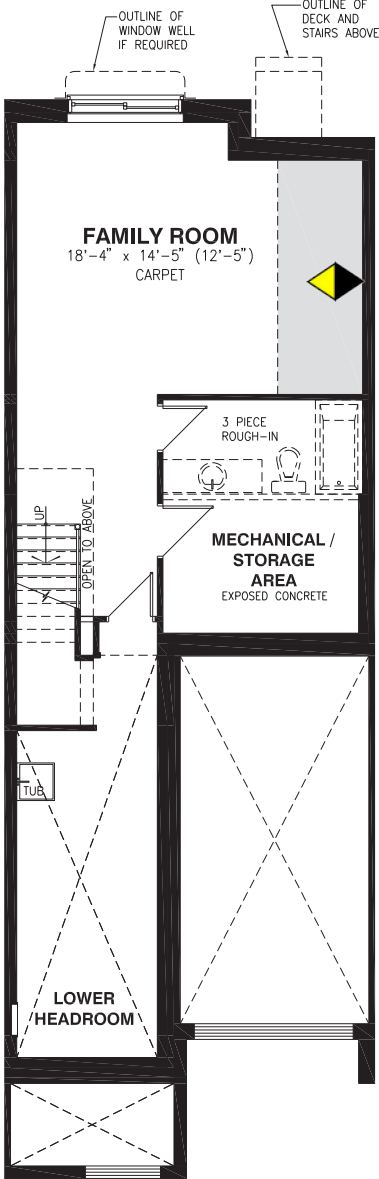 OUTLINE OF
WINDOW WELL
IF REQUIRED
OUTLINE OF
DECK AND
STAIRS ABOVE
FAMILY ROOM
18'-4" x 14'-5" (12'-5")
CARPET
3 PIECE
ROUGH-IN
UP
OPEN TO ABOVE
MECHANICAL /
STORAGE
AREA
EXPOSED CONCRETE
TUB
LOWER
HEADROOM